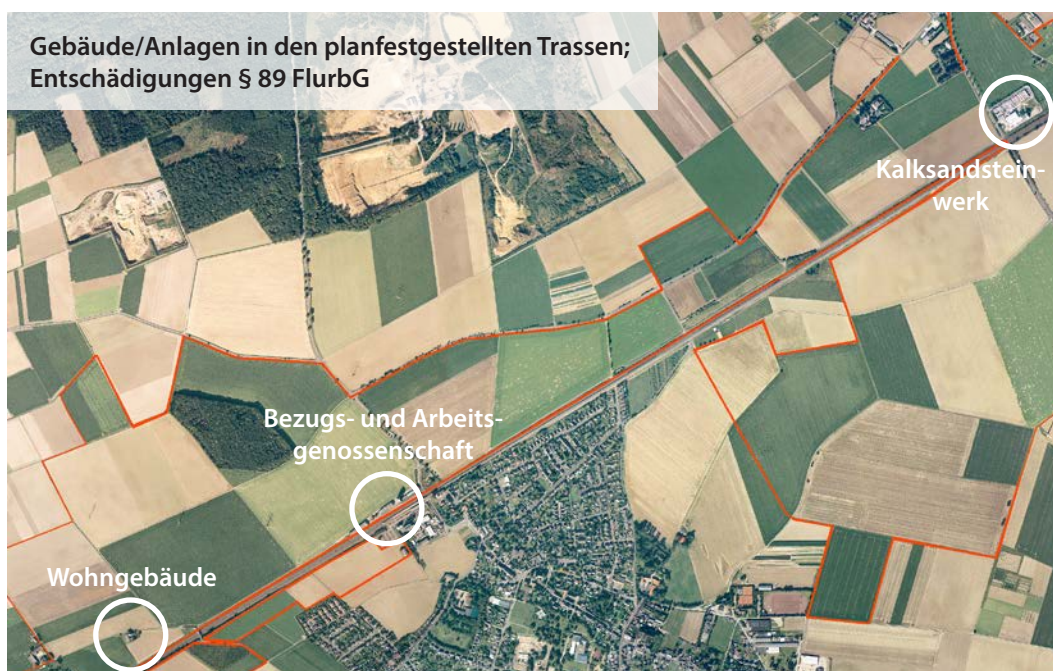 Gebäude/Anlagen in den planfestgestellten Trassen;
Entschädigungen § 89 FlurbG
Kalksandstein-
werk
Bezugs- und Arbeits-
genossenschaft
Wohngebäude